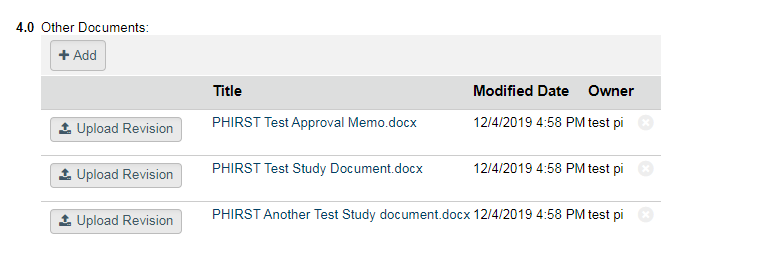 4.0 Other Documents:
+ Add
Title Modified Date Owner
Upload Revision PHIRST Test Approval Memo.docx 12/4/2019 4:58 PM test pi
Upload Revision PHIRST Test Study Document.docx 12/4/2019 4:58 PM test pi
Upload Revision PHIRST Another Test Study document.docx 12/4/2019 4:58 PM test pi